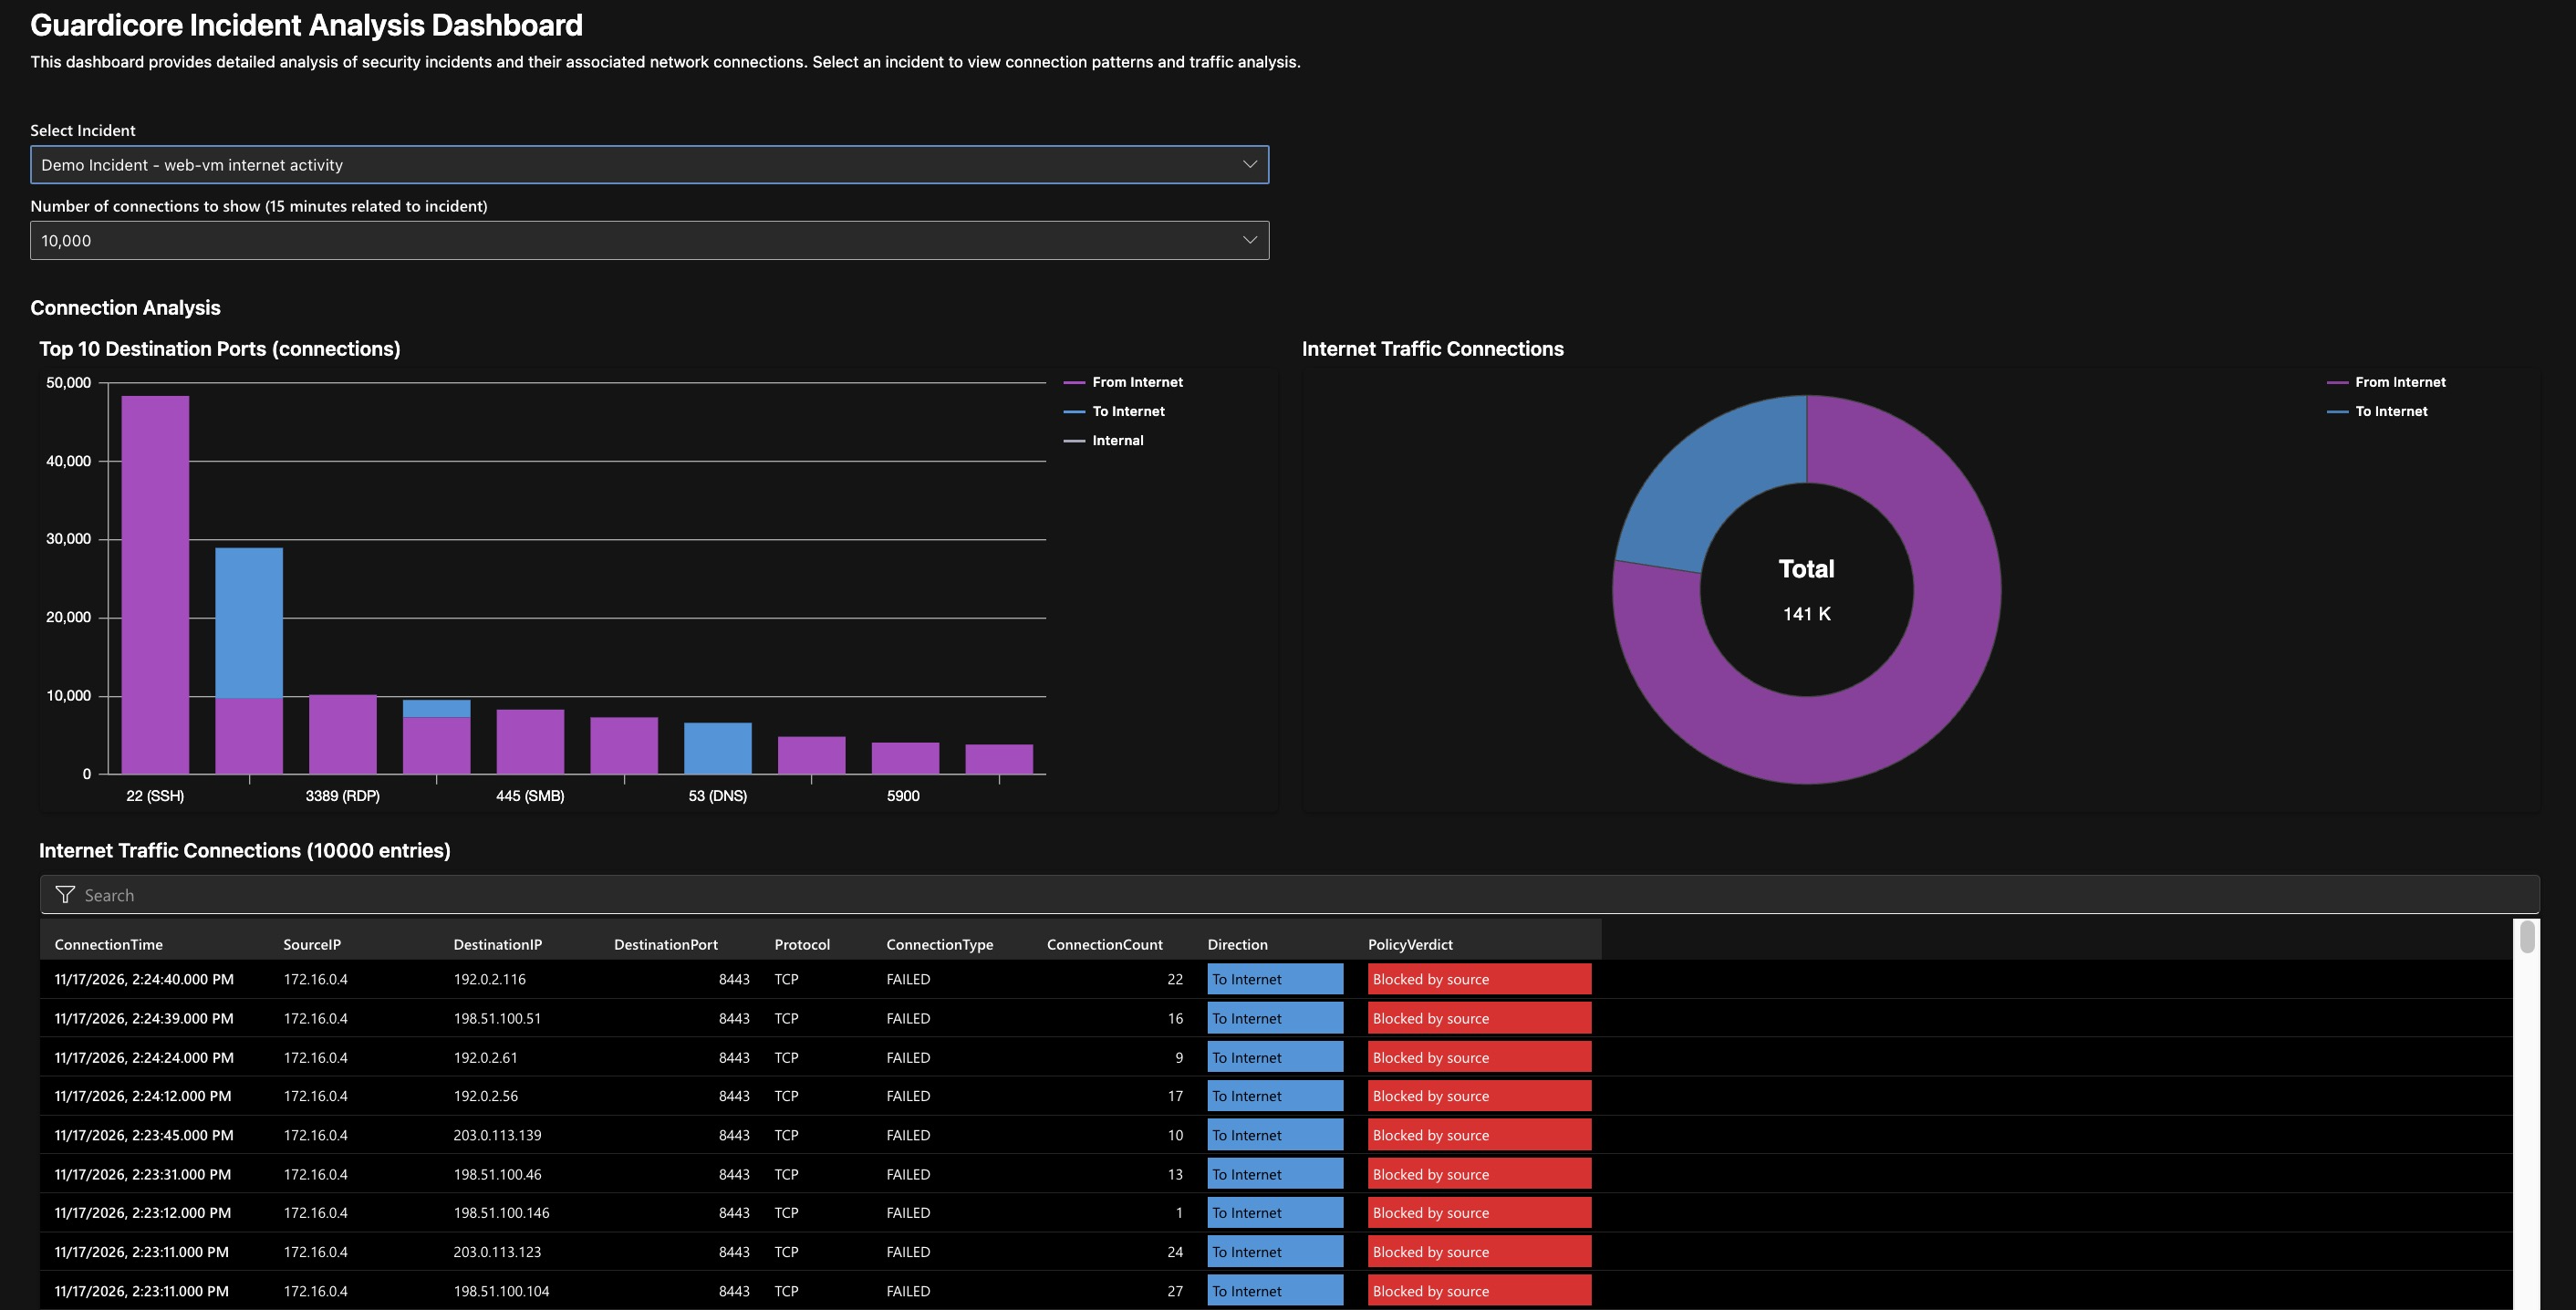 Guardicore Incident Analysis Dashboard
This dashboard provides detailed analysis of security incidents and their associated network connections. Select an incident to view connection patterns and traffic analysis.
Select Incident
Demo Incident - web-vm internet activity
Number of connections to show (15 minutes related to incident)
10,000
Connection Analysis
Top 10 Destination Ports (connections)
50,000
40,000
30,000
20,000
10,000
0
22 (SSH) 3389 (RDP) 445 (SMB) 53 (DNS) 5900
From Internet
To Internet
Internal
Internet Traffic Connections
Total
141 K
From Internet
To Internet
Internet Traffic Connections (10000 entries)
Search
ConnectionTime SourceIP DestinationIP DestinationPort Protocol ConnectionType ConnectionCount Direction PolicyVerdict
11/17/2026, 2:24:40.000 PM 172.16.0.4 192.0.2.116 8443 TCP FAILED 22 To Internet Blocked by source
11/17/2026, 2:24:39.000 PM 172.16.0.4 198.51.100.51 8443 TCP FAILED 16 To Internet Blocked by source
11/17/2026, 2:24:24.000 PM 172.16.0.4 192.0.2.61 8443 TCP FAILED 9 To Internet Blocked by source
11/17/2026, 2:24:12.000 PM 172.16.0.4 192.0.2.56 8443 TCP FAILED 17 To Internet Blocked by source
11/17/2026, 2:23:45.000 PM 172.16.0.4 203.0.113.139 8443 TCP FAILED 10 To Internet Blocked by source
11/17/2026, 2:23:31.000 PM 172.16.0.4 198.51.100.46 8443 TCP FAILED 13 To Internet Blocked by source
11/17/2026, 2:23:12.000 PM 172.16.0.4 198.51.100.146 8443 TCP FAILED 1 To Internet Blocked by source
11/17/2026, 2:23:11.000 PM 172.16.0.4 203.0.113.123 8443 TCP FAILED 24 To Internet Blocked by source
11/17/2026, 2:23:11.000 PM 172.16.0.4 198.51.100.104 8443 TCP FAILED 27 To Internet Blocked by source